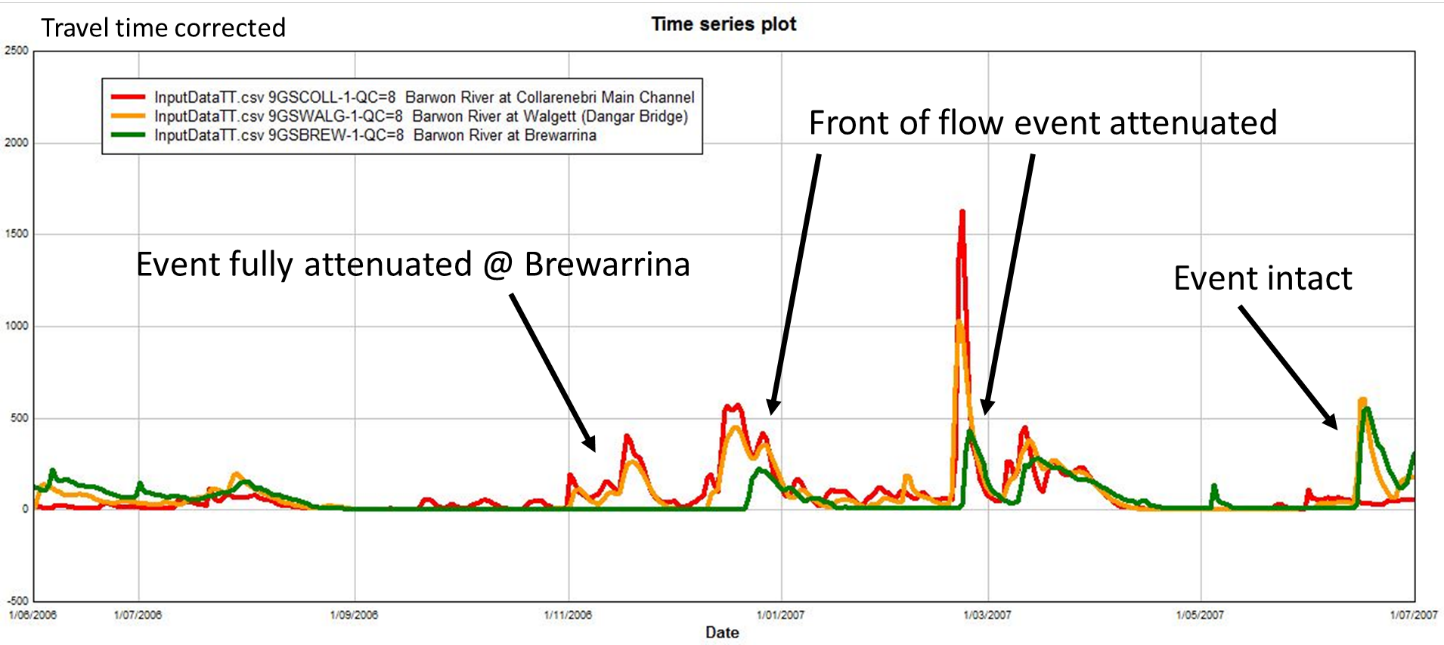 Travel time corrected
Time series plot
2500
InputDataTT.csv 9GSCOLL-1-QC=8 Barwon River at Collarenebri Main Channel
InputDataTT.csv 9GSWALG-1-QC=8 Barwon River at Walgett (Dangar Bridge)
InputDataTT.csv 9GSBREW-1-QC=8 Barwon River at Brewarrina
Front of flow event attenuated
2000
1500
Event fully attenuated @ Brewarrina
Event intact
1000
500
0
-500
1/06/2006 1/07/2006 1/09/2006 1/11/2006 1/01/2007 1/03/2007 1/05/2007 1/07/2007
Date